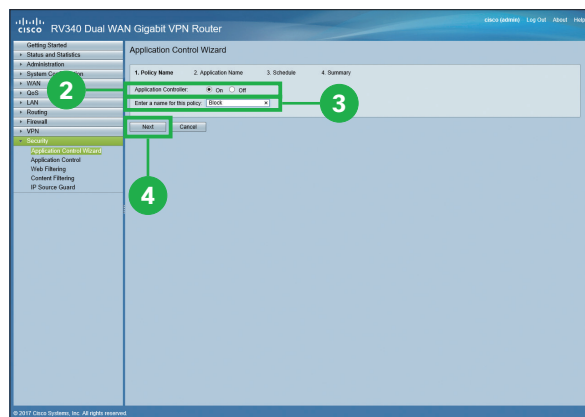 cisco RV340 Dual WAN Gigabit VPN Router
cisco (admin) Log Out About Help
Getting Started
Status and Statistics
Administration
System
WAN
QoS
LAN
Routing
Firewall
VPN
Security
Application Control Wizard
Application Control
Web Filtering
Content Filtering
IP Source Guard
Application Control Wizard
1. Policy Name 2. Application Name 3. Schedule 4. Summary
2
Application Controller: On Off
Enter a name for this policy: Block ×
3
Next Cancel
4
© 2017 Cisco Systems, Inc. All rights reserved.